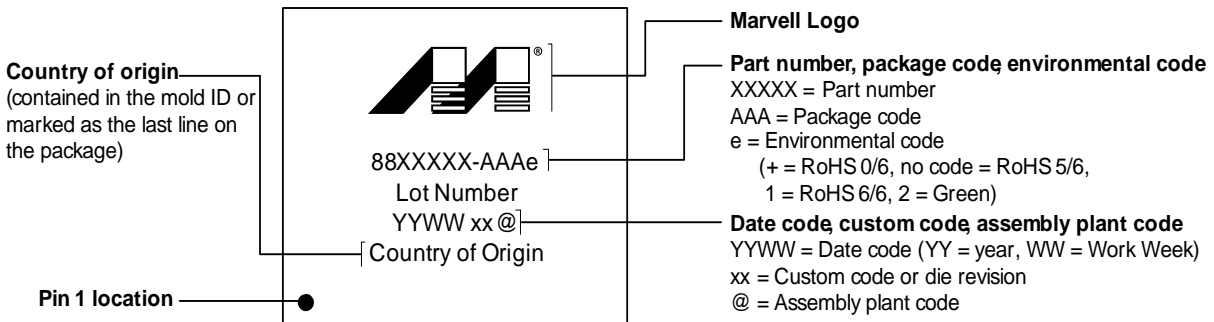 Country of origin
(contained in the mold ID or
marked as the last line on
the package)
Pin 1 location
®
88XXXXX-AAAe
Lot Number
YYWW xx @
Country of Origin
Marvell Logo
Part number, package code, environmental code
XXXXX = Part number
AAA = Package code
e = Environmental code
(+ = RoHS 0/6, no code = RoHS 5/6,
1 = RoHS 6/6, 2 = Green)
Date code, custom code, assembly plant code
YYWW = Date code (YY = year, WW = Work Week)
xx = Custom code or die revision
@ = Assembly plant code